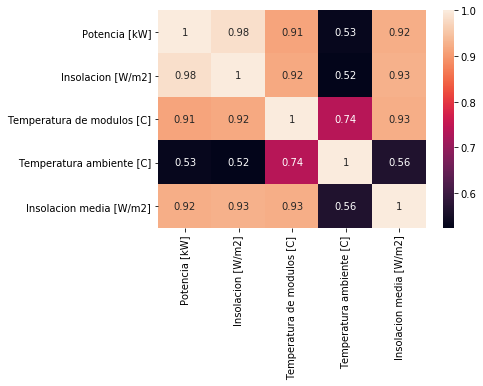 Potencia [kW] 1 0.98 0.91 0.53 0.92
Insolacion [W/m2] 0.98 1 0.92 0.52 0.93
Temperatura de modulos [C] 0.91 0.92 1 0.74 0.93
Temperatura ambiente [C] 0.53 0.52 0.74 1 0.56
Insolacion media [W/m2] 0.92 0.93 0.93 0.56 1
Potencia [kW]
Insolacion [W/m2]
Temperatura de modulos [C]
Temperatura ambiente [C]
Insolacion media [W/m2]
1.0
0.9
0.8
0.7
0.6